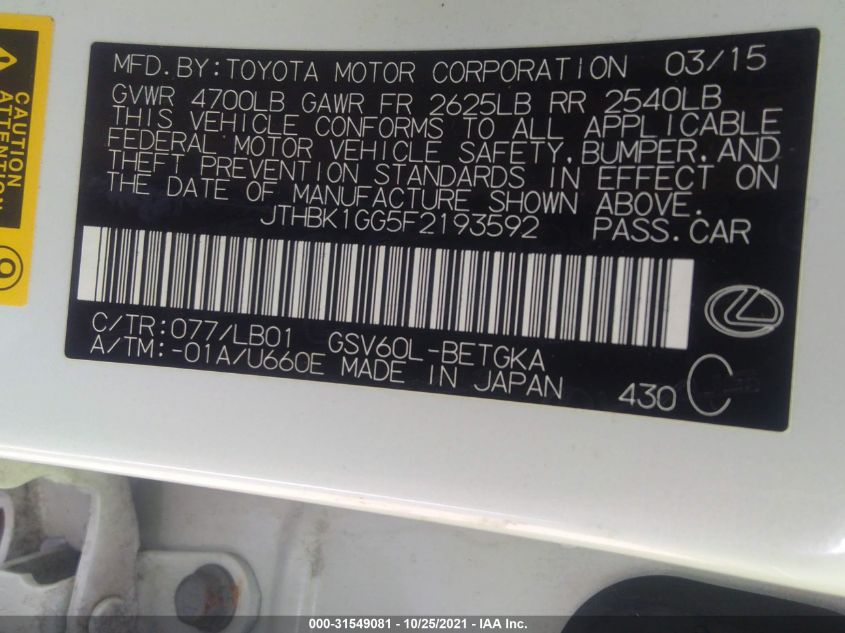 CAUTION
ATTENTION
MFD. BY: TOYOTA MOTOR CORPORATION 03/15
GVWR 4700LB GAWR FR 2625LB RR 2540LB
THIS VEHICLE CONFORMS TO ALL APPLICABLE
FEDERAL MOTOR VEHICLE SAFETY, BUMPER, AND
THEFT PREVENTION STANDARDS IN EFFECT ON
THE DATE OF MANUFACTURE SHOWN ABOVE.
JTHBK1GG5F2193592 PASS. CAR
C/TR: 077/LB01 GSV60L-BETGKA
A/TM: -01A/U660E MADE IN JAPAN 430 C
000-31549081 - 10/25/2021 - IAA Inc.